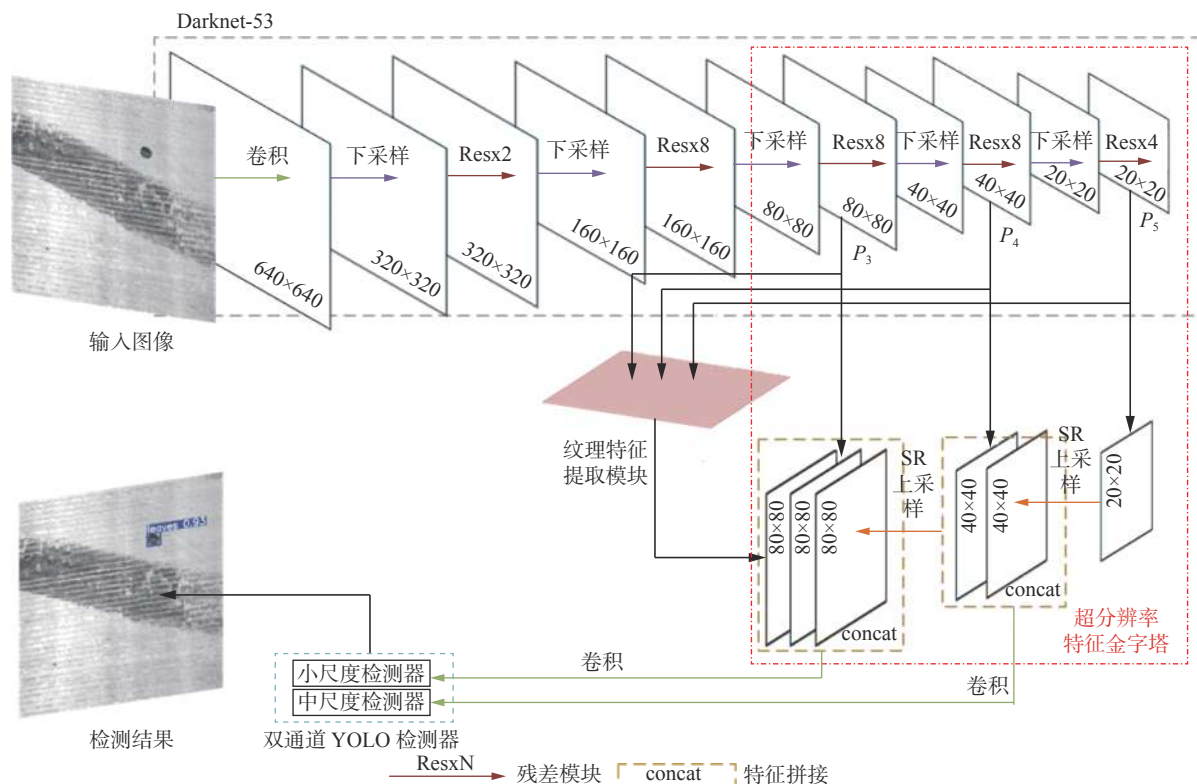 Darknet-53
卷积
下采样
Resx2
下采样
Resx8
下采样
Resx8
下采样
Resx8
下采样
Resx4
640×640
320×320
320×320
160×160
160×160
80×80
80×80
40×40
40×40
20×20
20×20
P3
P4
P5
输入图像
纹理特征
提取模块
80×80
80×80
80×80
concat
SR
上采
样
40×40
40×40
concat
SR
上采
样
20×20
超分辨率
特征金字塔
leaves 0.93
检测结果
小尺度检测器
中尺度检测器
双通道 YOLO 检测器
卷积
卷积
ResxN
残差模块
concat
特征拼接